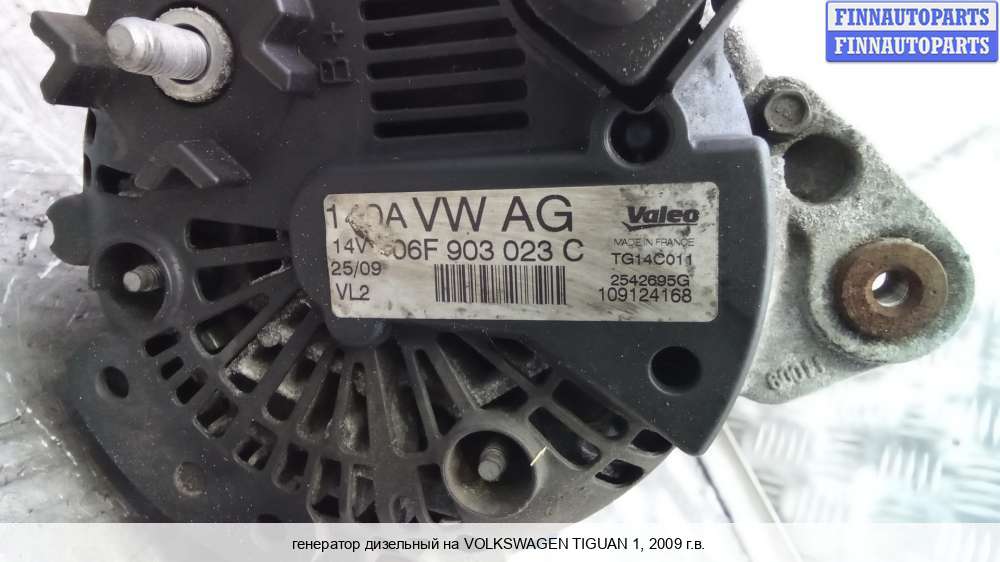 FINNAUTOPARTS
FINNAUTOPARTS
B+
140A VW AG
Valeo
MADE IN FRANCE
14V 06F 903 023 C
TG14C011
25/09
2542695G
VL2
109124168
генератор дизельный на VOLKSWAGEN TIGUAN 1, 2009 г.в.